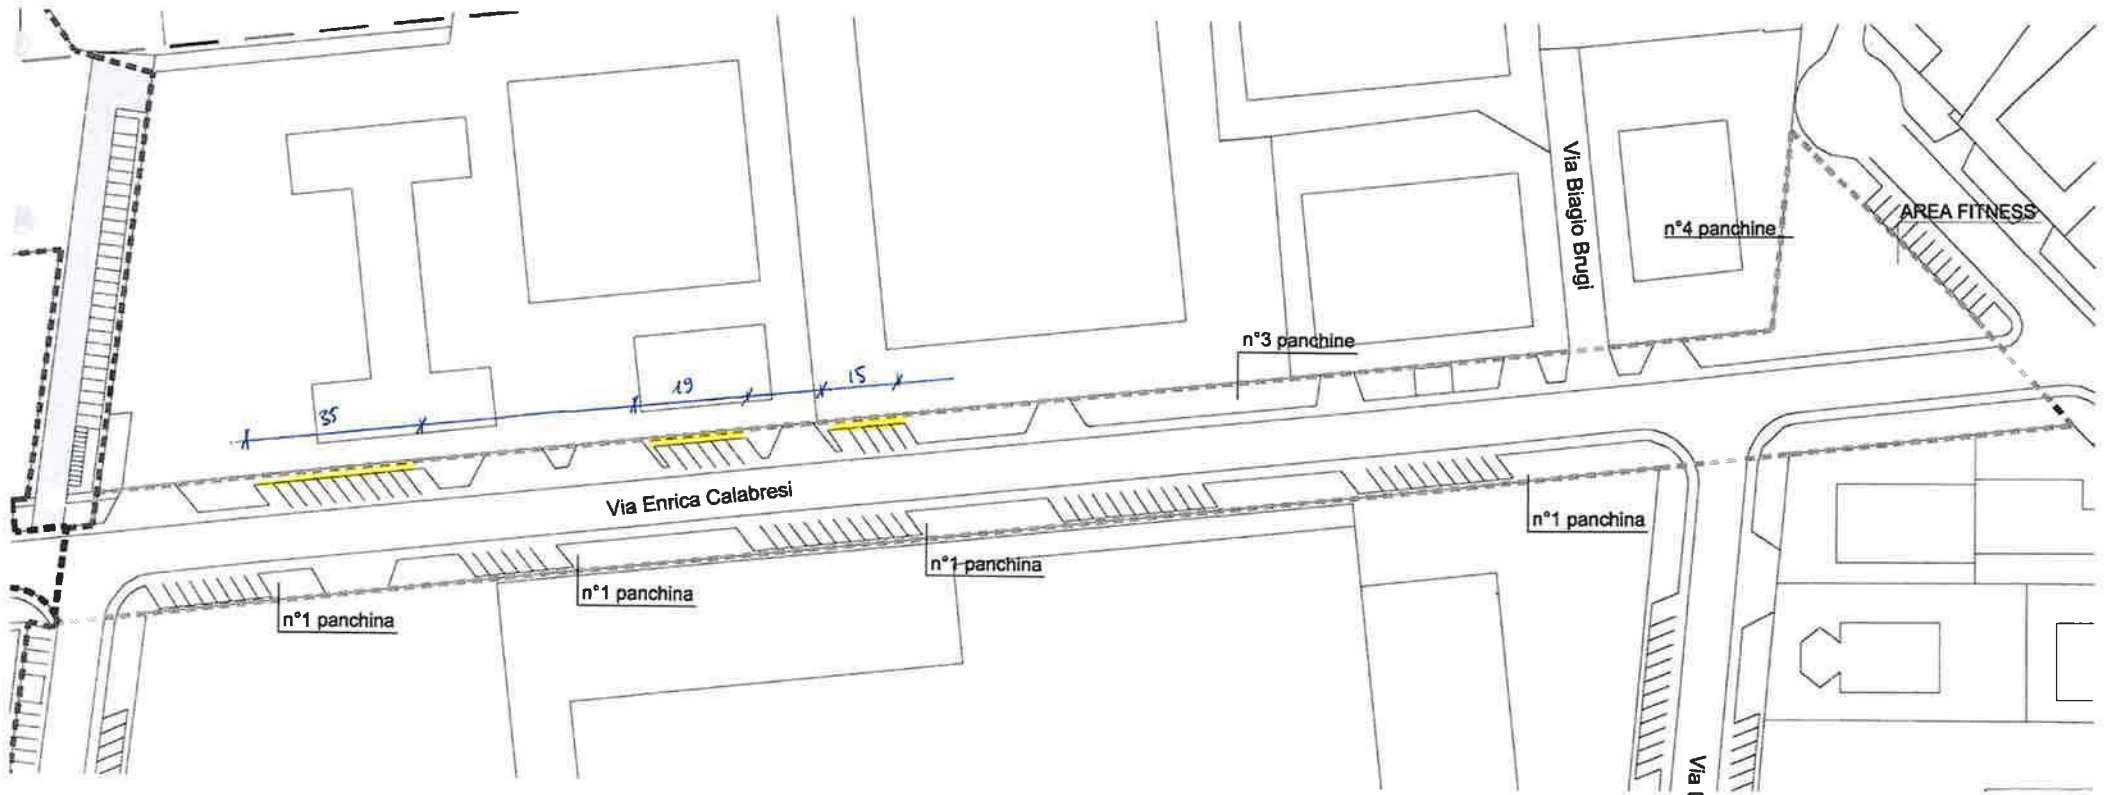 Via Biagio Brugi
AREA FITNESS
n°4 panchine
n°3 panchine
15
19
35
Via Enrica Calabresi
n°1 panchina
n°1 panchina
n°1 panchina
n°1 panchina
Via